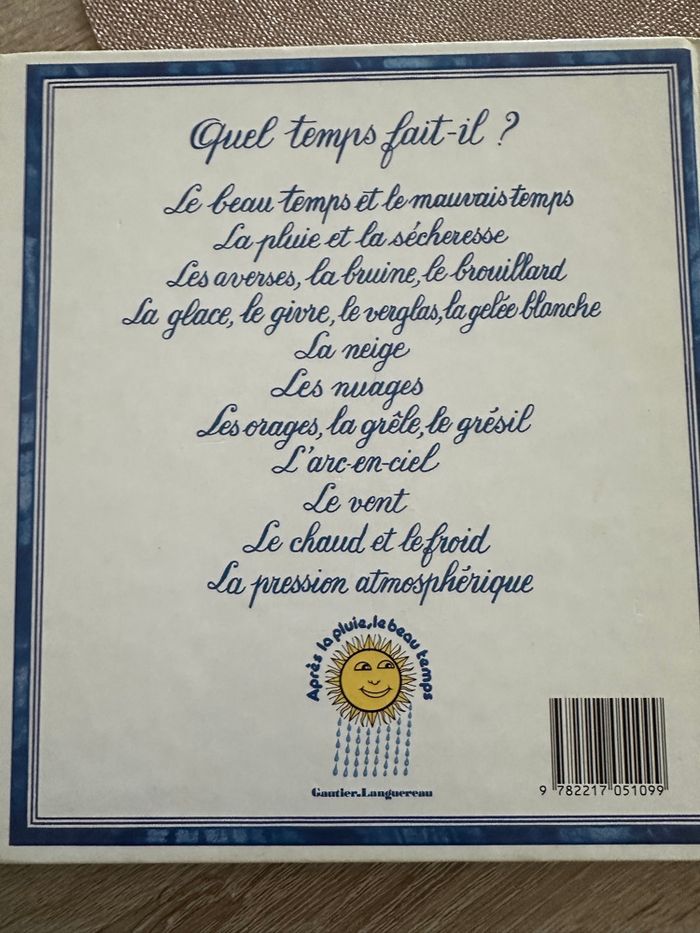 Quel temps fait-il ?
Le beau temps et le mauvais temps
La pluie et la sécheresse
Les averses, la bruine, le brouillard
La glace, le givre, le verglas, la gelée blanche
La neige
Les nuages
Les orages, la grêle, le grésil
L'arc-en-ciel
Le vent
Le chaud et le froid
La pression atmosphérique
Après la pluie, le beau temps
Gautier-Languereau
9 782217 051099